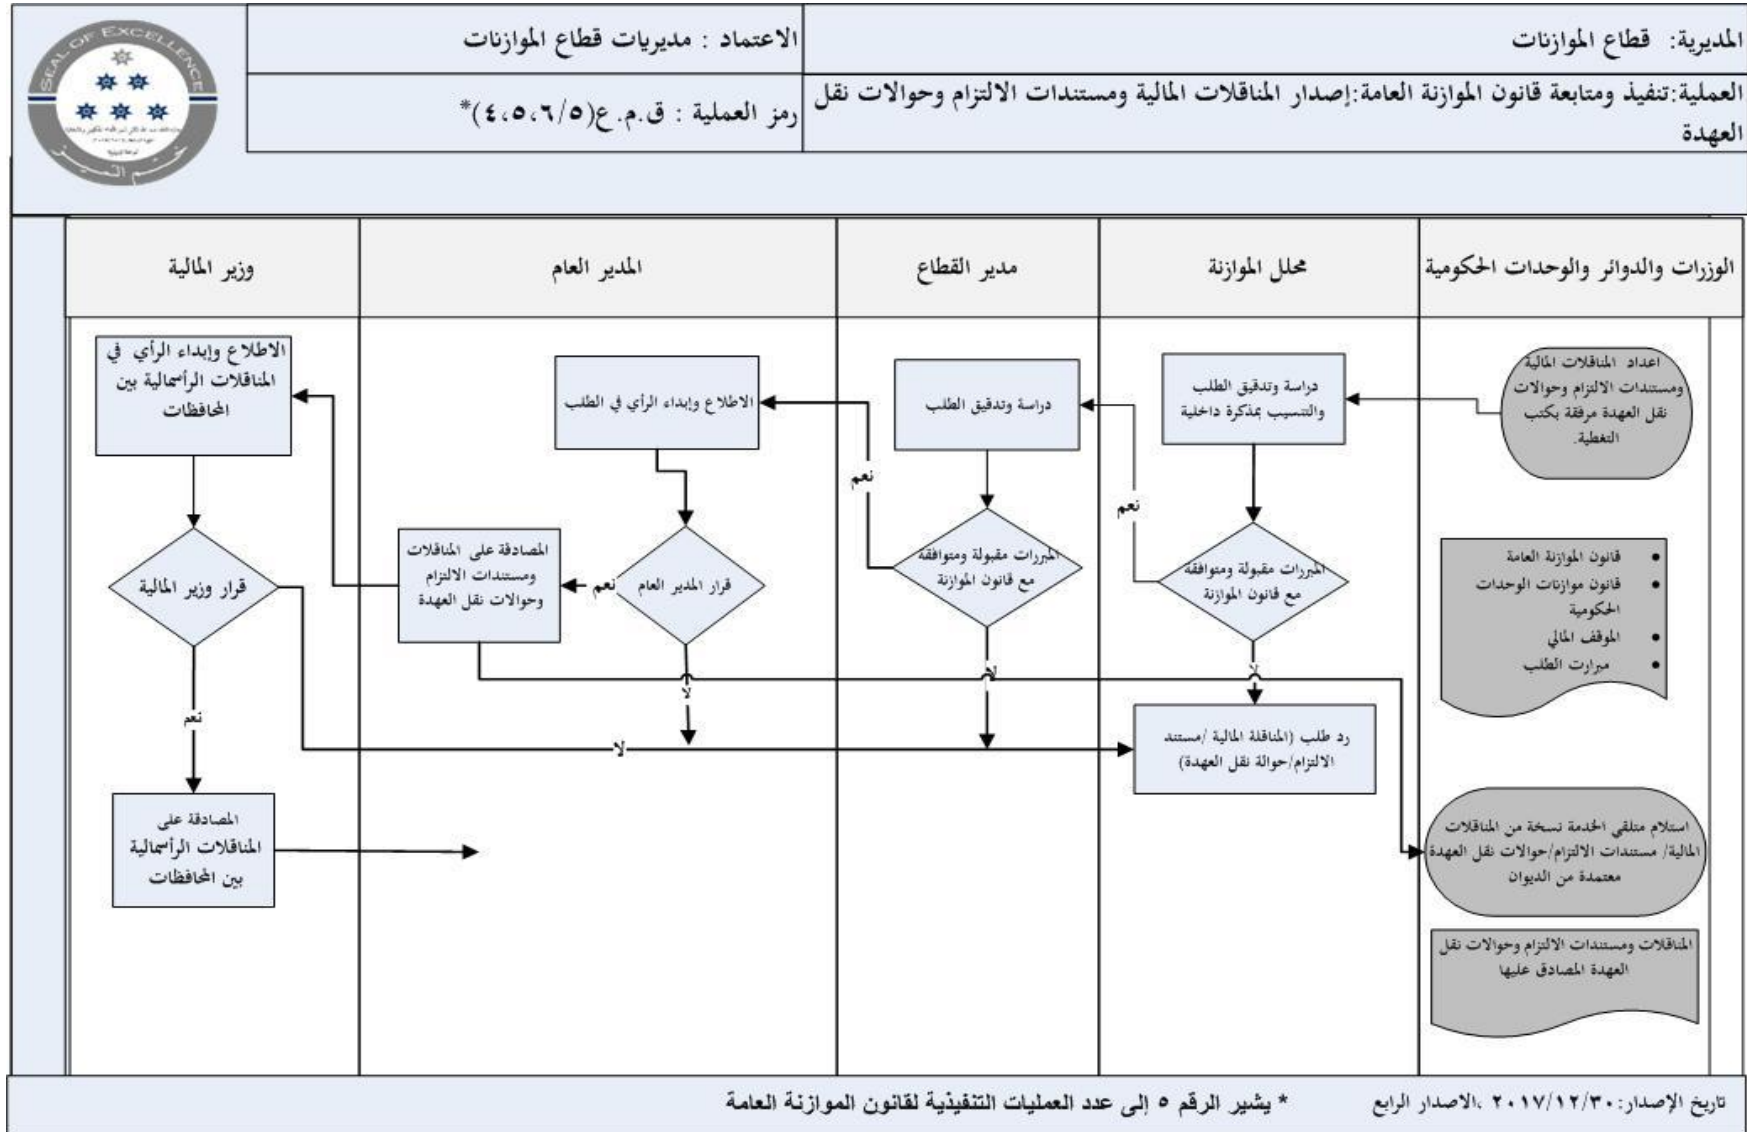 المديرية: قطاع الموازنات
الاعتماد : مديريات قطاع الموازنات
SEAL OF EXCELLENCE
ختم التميز
العملية:تنفيذ ومتابعة قانون الموازنة العامة:إصدار المناقلات المالية ومستندات الالتزام وحوالات نقل
العهدة
رمز العملية : ق.م.ع(٤،٥،٦/٥)*
الوزرات والدوائر والوحدات الحكومية
محلل الموازنة
مدير القطاع
المدير العام
وزير المالية
اعداد المناقلات المالية
ومستندات الالتزام وحوالات
نقل العهدة مرفقة بكتب
التغطية.
دراسة وتدقيق الطلب
والتنسيب بمذكرة داخلية
دراسة وتدقيق الطلب
الاطلاع وإبداء الرأي في الطلب
الاطلاع وإبداء الرأي في
المناقلات الرأسمالية بين
المحافظات
نعم
نعم
قانون الموازنة العامة
قانون موازنات الوحدات
الحكومية
الموقف المالي
مبرارت الطلب
المبررات مقبولة ومتوافقة
مع قانون الموازنة
المبررات مقبولة ومتوافقة
مع قانون الموازنة
قرار المدير العام
نعم
المصادقة على المناقلات
ومستندات الالتزام
وحوالات نقل العهدة
قرار وزير المالية
لا
لا
لا
نعم
لا
رد طلب (المناقلة المالية /مستند
الالتزام/حوالة نقل العهدة)
استلام متلقي الخدمة نسخة من المناقلات
المالية/ مستندات الالتزام/حوالات نقل العهدة
معتمدة من الديوان
المصادقة على
المناقلات الرأسمالية
بين المحافظات
المناقلات ومستندات الالتزام وحوالات نقل
العهدة المصادق عليها
تاريخ الإصدار: ٢٠١٧/١٢/٣٠ ،الاصدار الرابع
* يشير الرقم ٥ إلى عدد العمليات التنفيذية لقانون الموازنة العامة